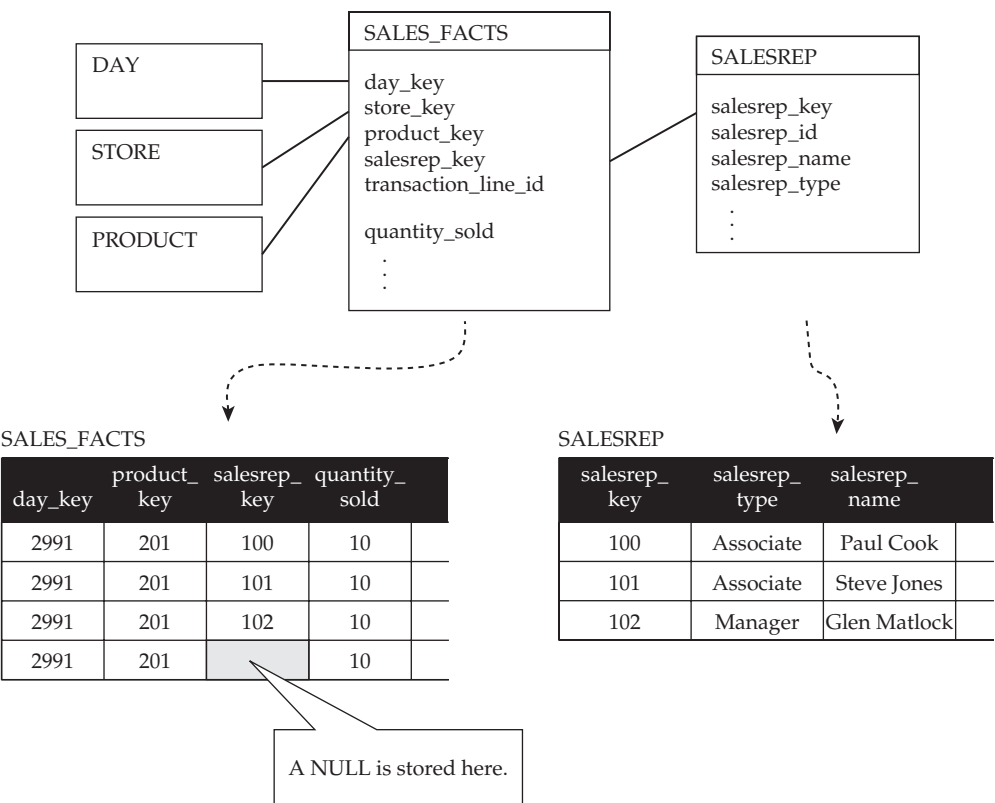 DAY
STORE
PRODUCT
SALES_FACTS
day_key
store_key
product_key
salesrep_key
transaction_line_id
quantity_sold
.
.
.
SALESREP
salesrep_key
salesrep_id
salesrep_name
salesrep_type
.
.
.
SALES_FACTS
day_key product_ key salesrep_ key quantity_ sold
2991 201 100 10
2991 201 101 10
2991 201 102 10
2991 201 10
A NULL is stored here.
SALESREP
salesrep_ key salesrep_ type salesrep_ name
100 Associate Paul Cook
101 Associate Steve Jones
102 Manager Glen Matlock